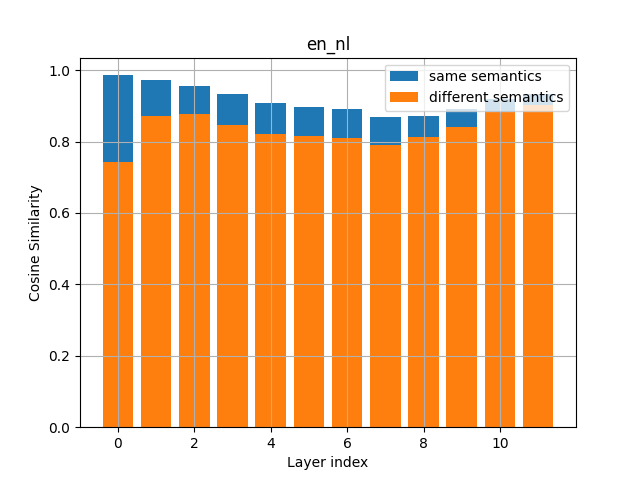 en_nl
same semantics
different semantics
1.0
0.8
0.6
0.4
0.2
0.0
Cosine Similarity
0 2 4 6 8 10
Layer index